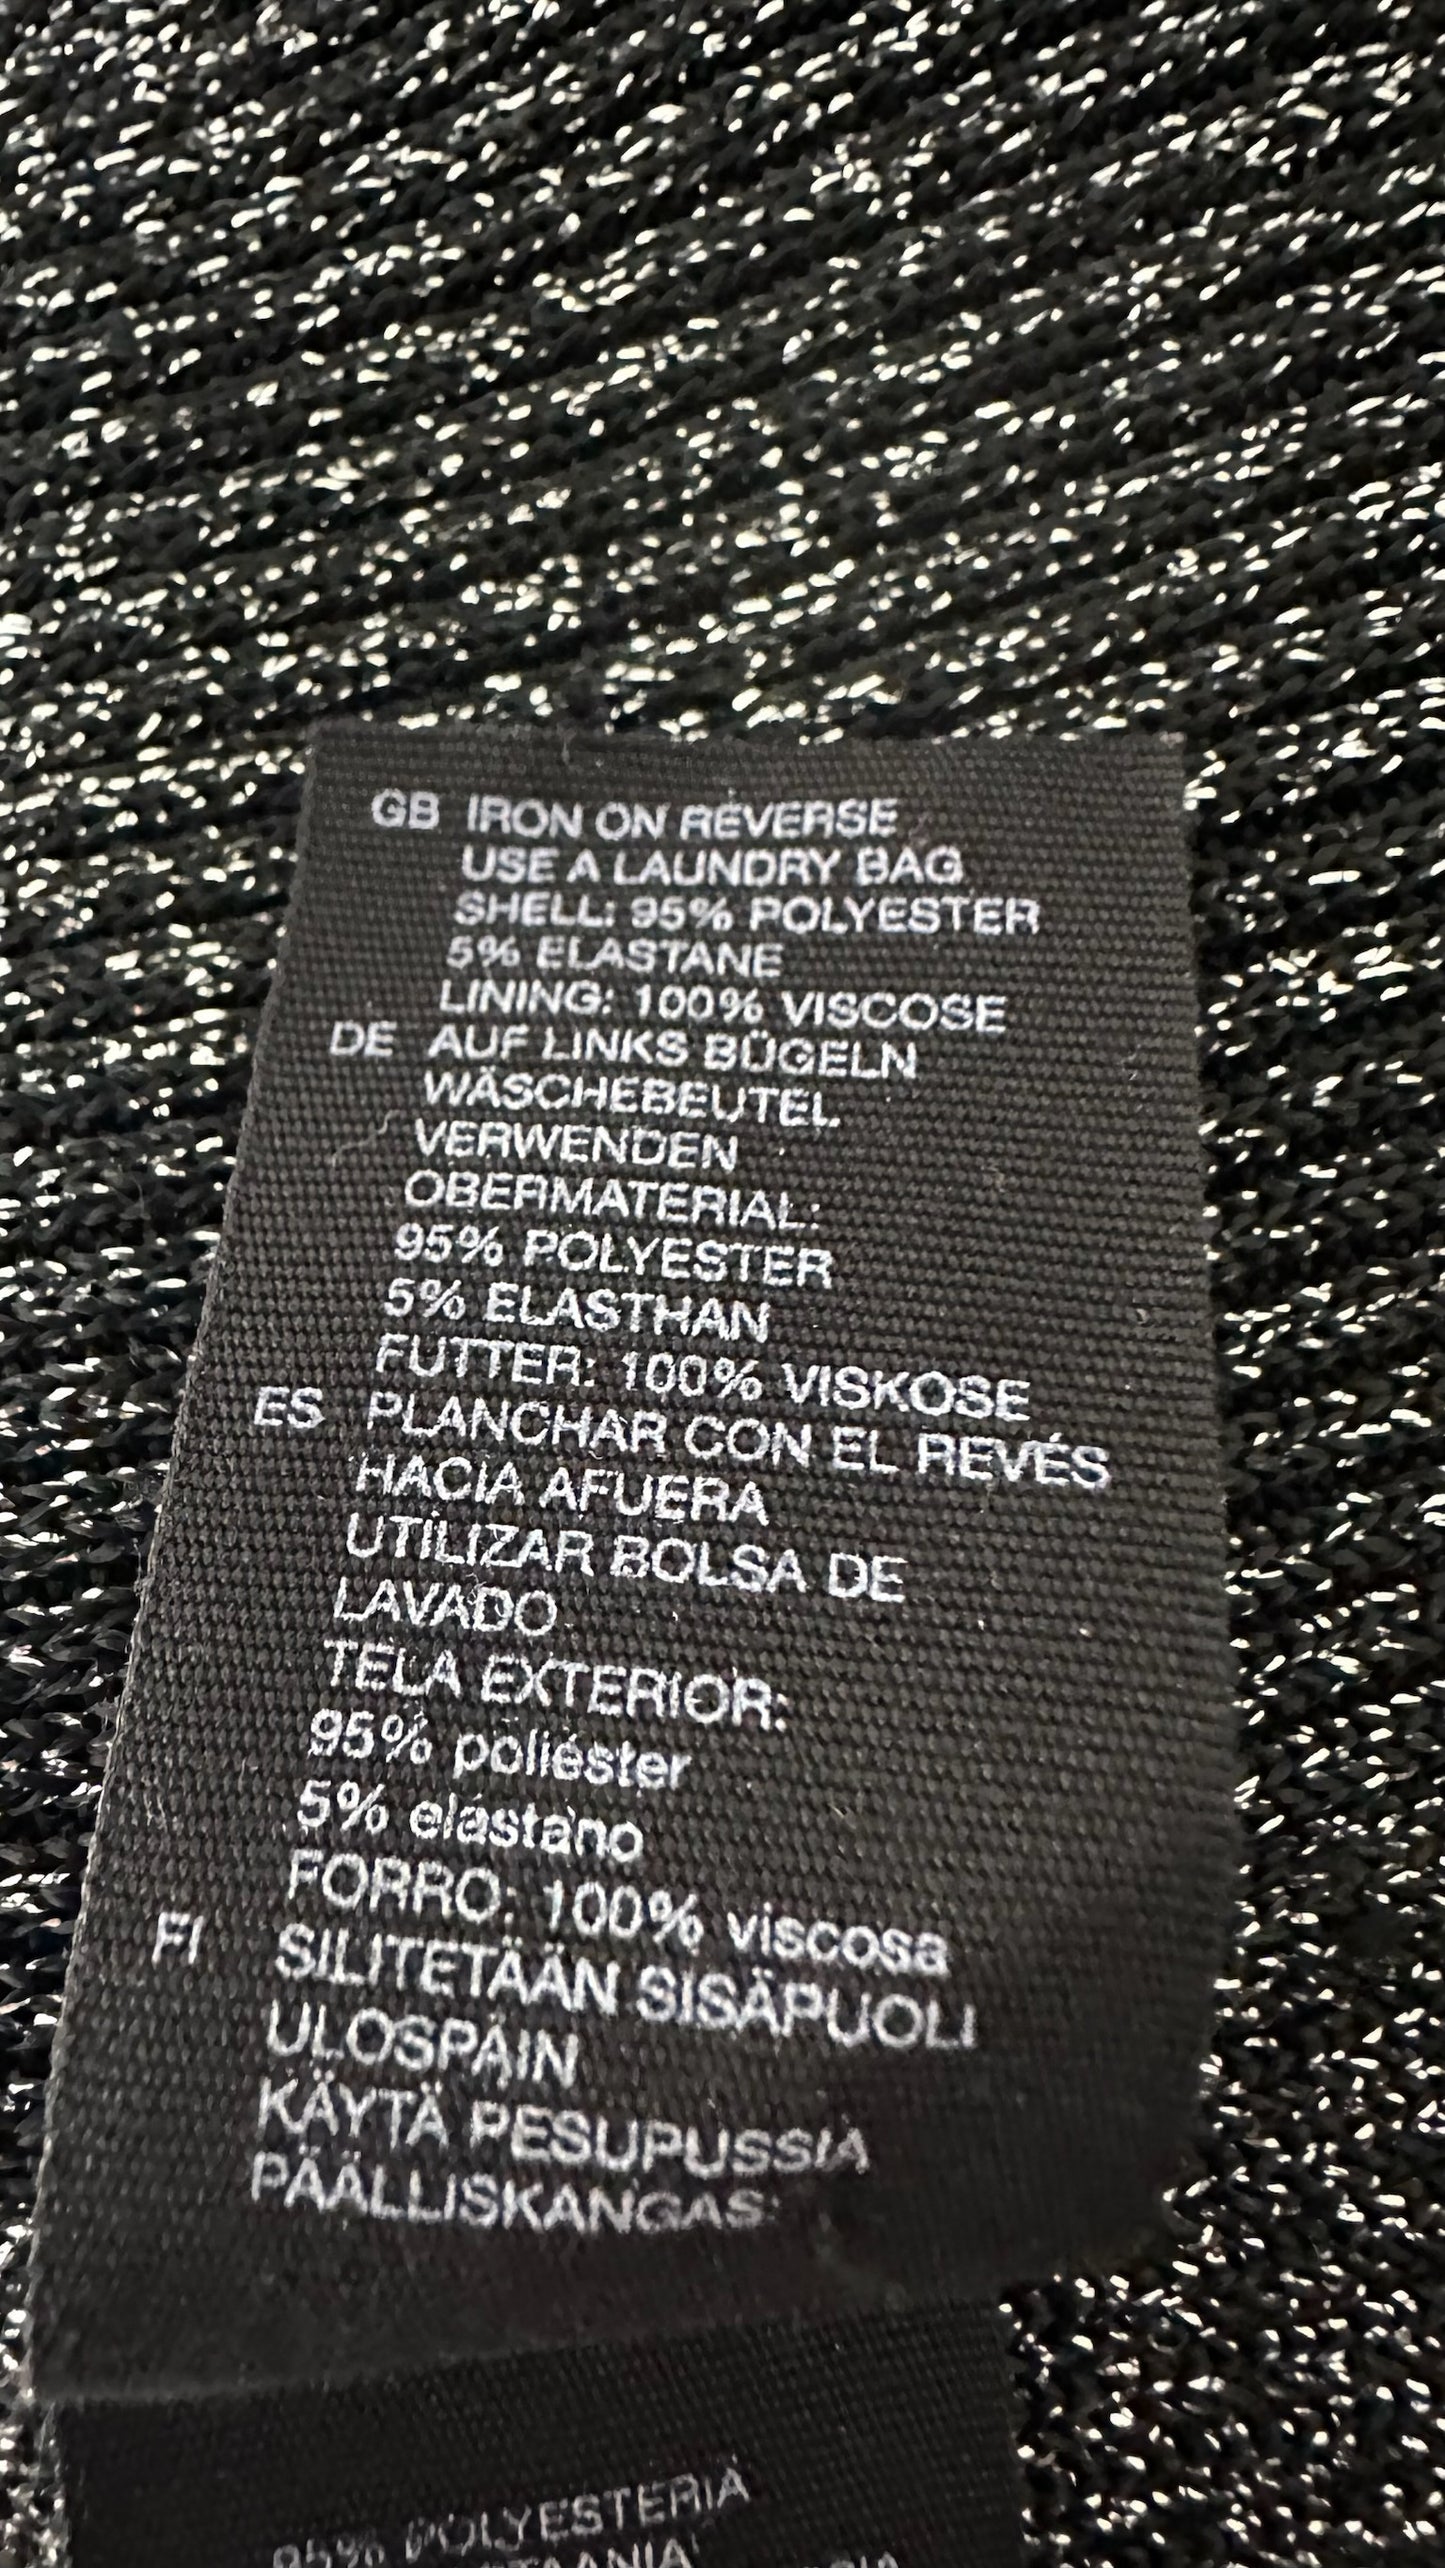 GB IRON ON REVERSE
USE A LAUNDRY BAG
SHELL: 95% POLYESTER
5% ELASTANE
LINING: 100% VISCOSE
DE AUF LINKS BÜGELN
WÄSCHEBEUTEL
VERWENDEN
OBERMATERIAL:
95% POLYESTER
5% ELASTHAN
FUTTER: 100% VISKOSE
ES PLANCHAR CON EL REVÉS
HACIA AFUERA
UTILIZAR BOLSA DE
LAVADO
TELA EXTERIOR:
95% poliéster
5% elastano
FORRO: 100% viscosa
FI SILITETÄÄN SISÄPUOLI
ULOSPÄIN
KÄYTÄ PESUPUSSIA
PÄÄLLISKANGAS:
95% POLYESTERIA